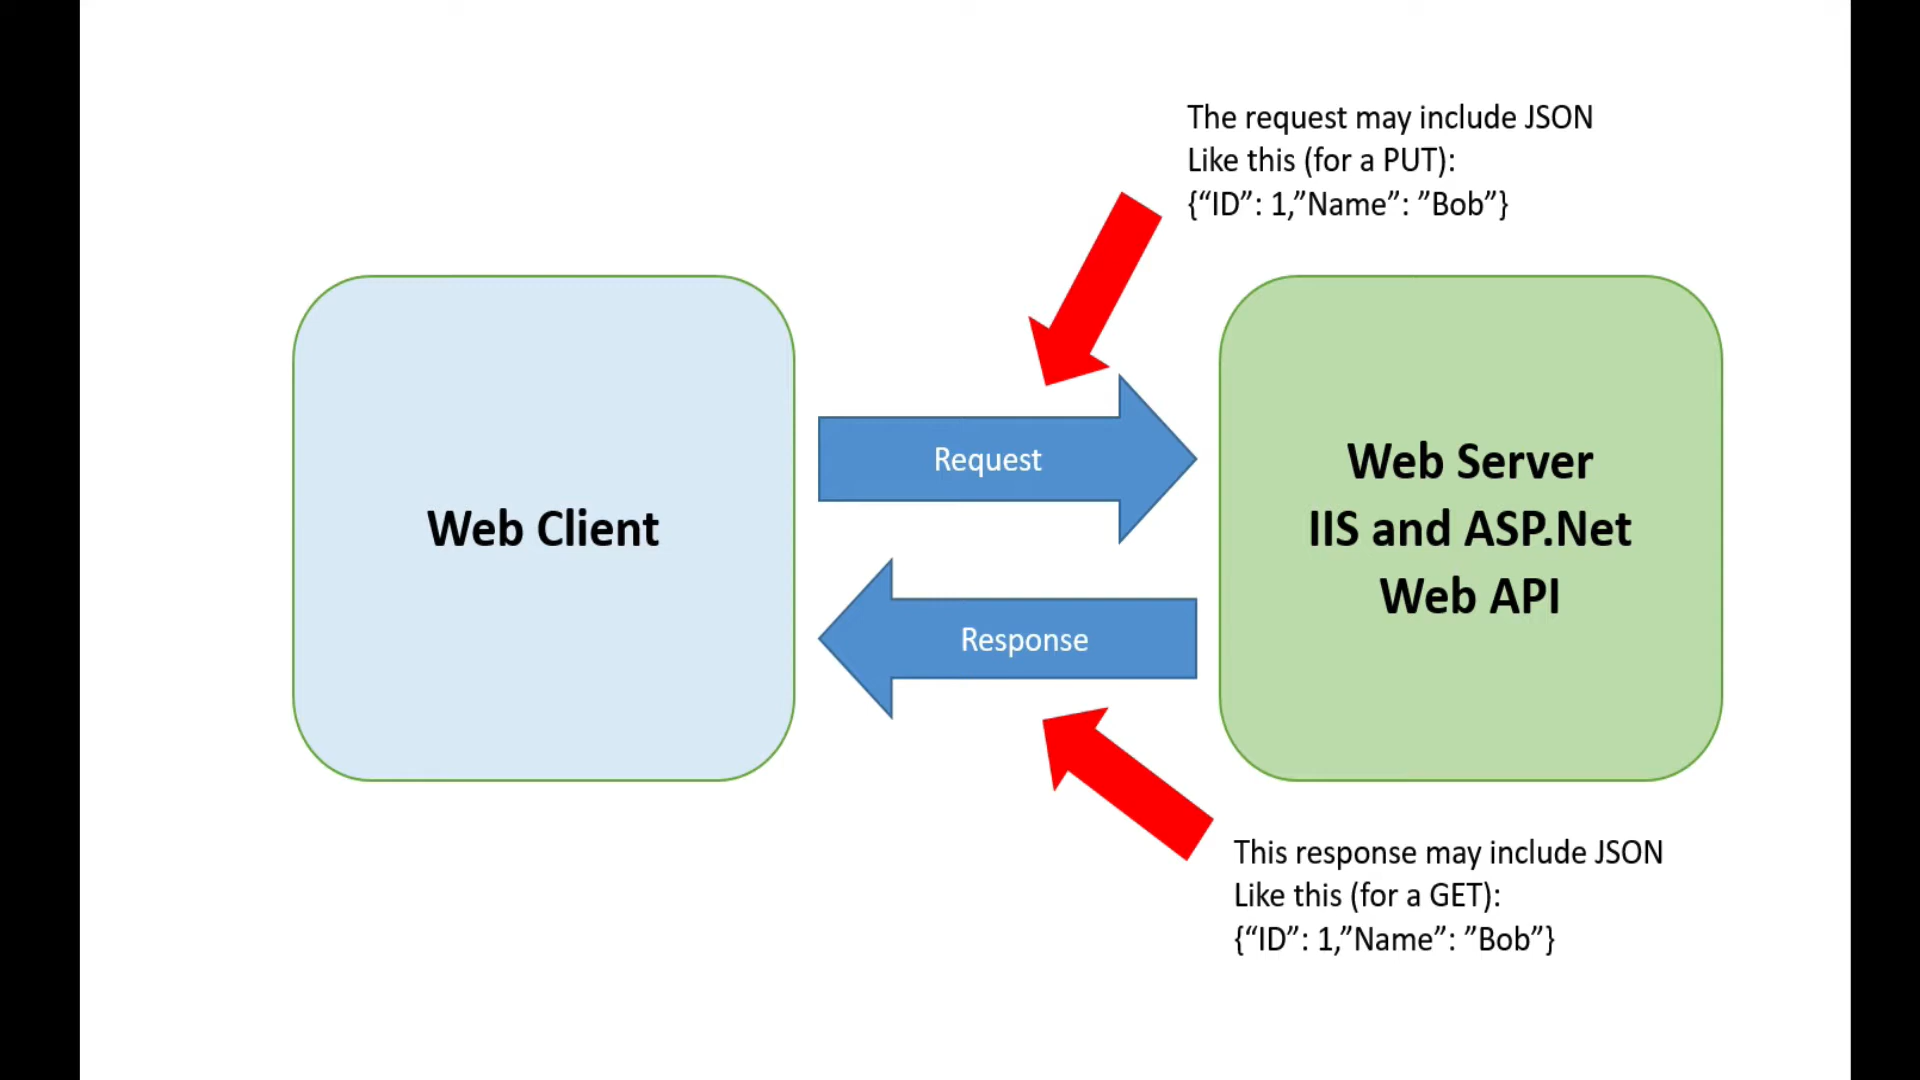 The request may include JSON
Like this (for a PUT):
{“ID”: 1,”Name”: ”Bob”}
Web Client
Request
Response
Web Server
IIS and ASP.Net
Web API
This response may include JSON
Like this (for a GET):
{“ID”: 1,”Name”: ”Bob”}